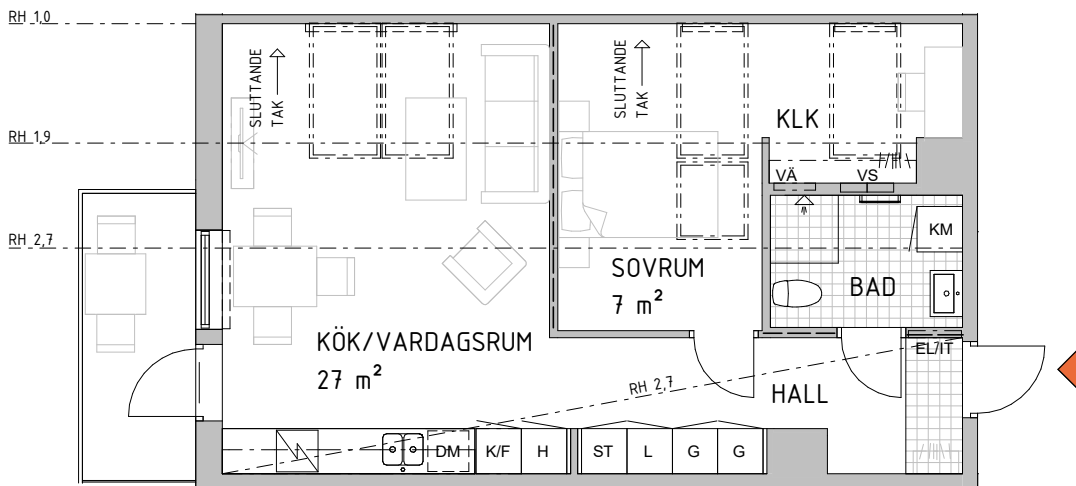 RH 1,0
SLUTTANDE
TAK
SLUTTANDE
TAK
KLK
RH 1,9
VÄ
VS
KM
RH 2,7
SOVRUM
7 m²
BAD
KÖK/VARDAGSRUM
27 m²
EL/IT
RH 2,7
HALL
DM
K/F
H
ST
L
G
G